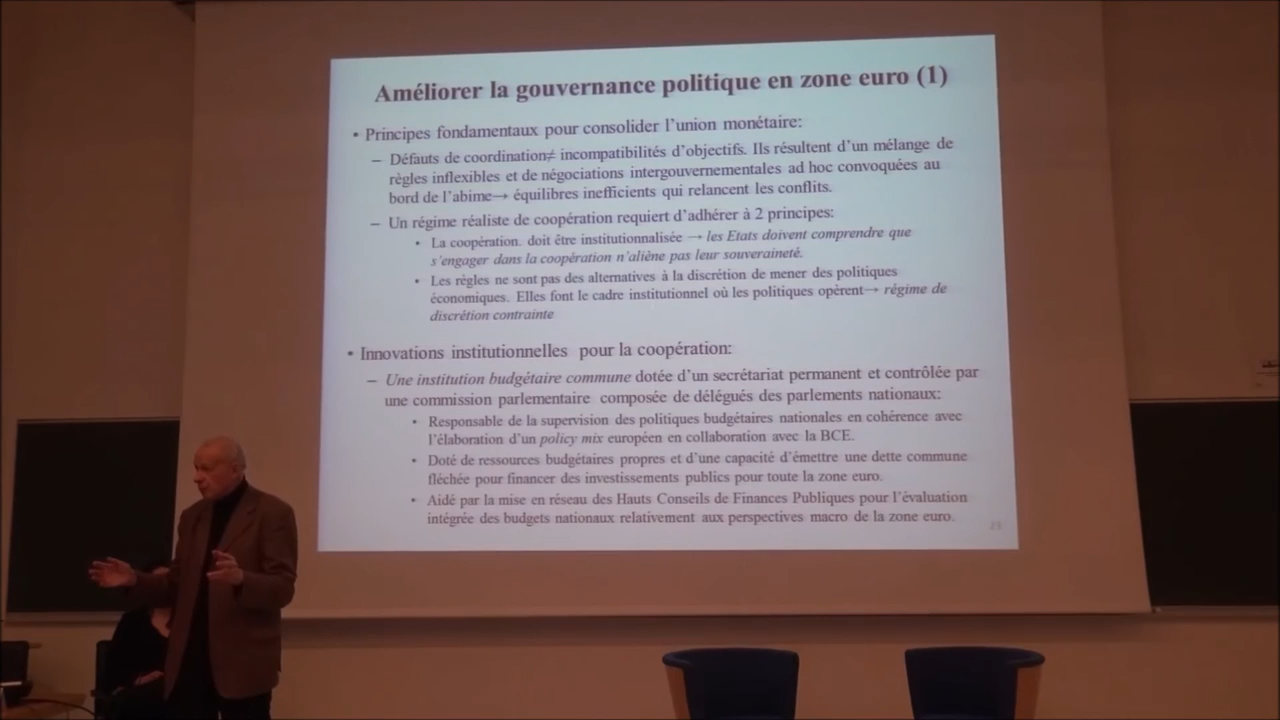 Améliorer la gouvernance politique en zone euro (1)
• Principes fondamentaux pour consolider l'union monétaire:
– Défauts de coordination≠ incompatibilités d'objectifs. Ils résultent d'un mélange de
règles inflexibles et de négociations intergouvernementales ad hoc convoquées au
bord de l'abime→ équilibres inefficients qui relancent les conflits.
– Un régime réaliste de coopération requiert d'adhérer à 2 principes:
• La coopération. doit être institutionnalisée → les Etats doivent comprendre que
s'engager dans la coopération n'aliène pas leur souveraineté.
• Les règles ne sont pas des alternatives à la discrétion de mener des politiques
économiques. Elles font le cadre institutionnel où les politiques opèrent→ régime de
discrétion contrainte
• Innovations institutionnelles pour la coopération:
– Une institution budgétaire commune dotée d'un secrétariat permanent et contrôlée par
une commission parlementaire composée de délégués des parlements nationaux:
• Responsable de la supervision des politiques budgétaires nationales en cohérence avec
l'élaboration d'un policy mix européen en collaboration avec la BCE.
• Doté de ressources budgétaires propres et d'une capacité d'émettre une dette commune
fléchée pour financer des investissements publics pour toute la zone euro.
• Aidé par la mise en réseau des Hauts Conseils de Finances Publiques pour l'évaluation
intégrée des budgets nationaux relativement aux perspectives macro de la zone euro.
23